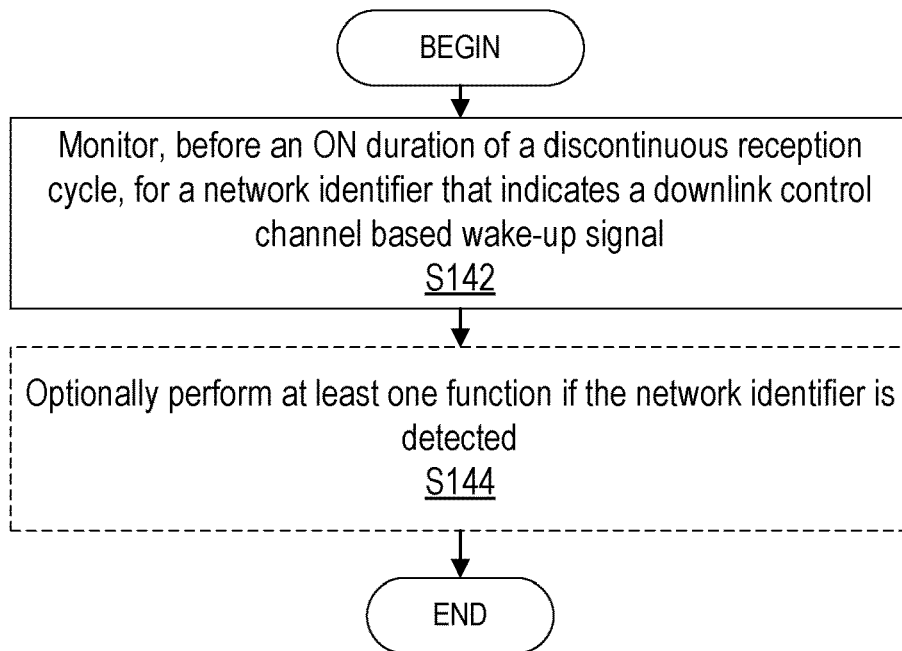 BEGIN
Monitor, before an ON duration of a discontinuous reception
cycle, for a network identifier that indicates a downlink control
channel based wake-up signal
S142
Optionally perform at least one function if the network identifier is
detected
S144
END